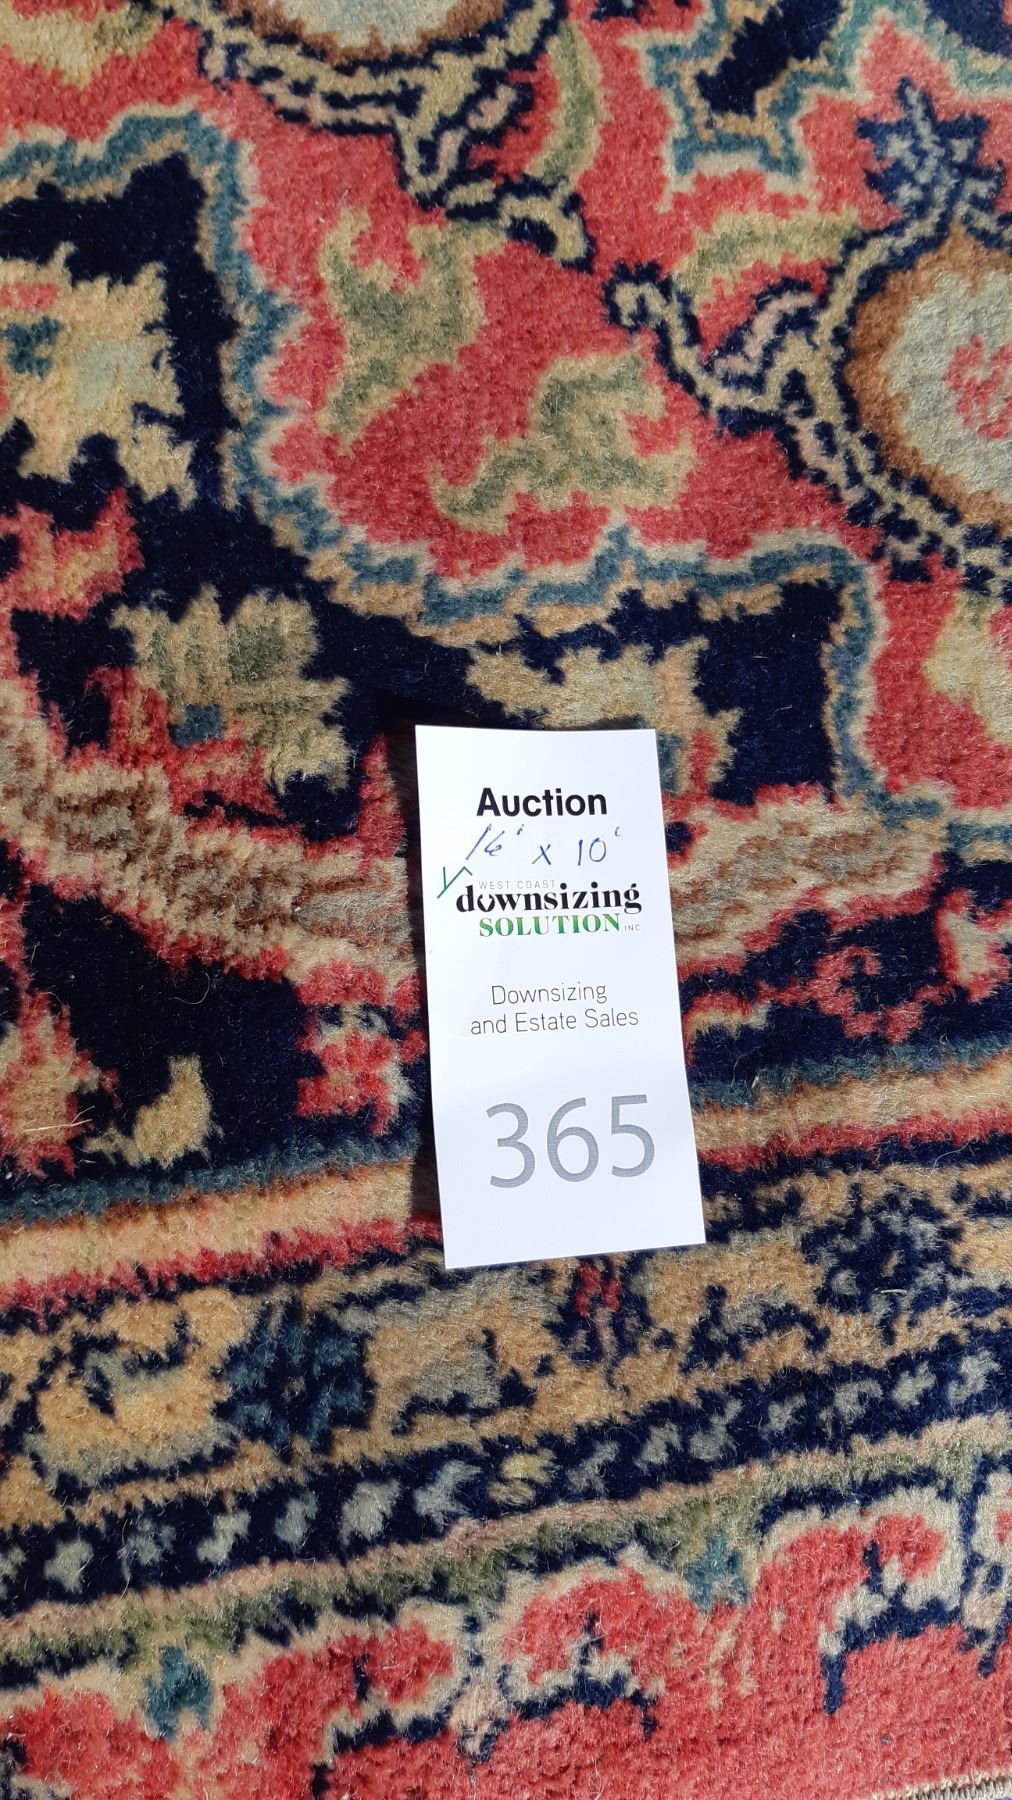 Auction
16' x 10'
WEST COAST
downsizing
SOLUTION INC
Downsizing
and Estate Sales
365